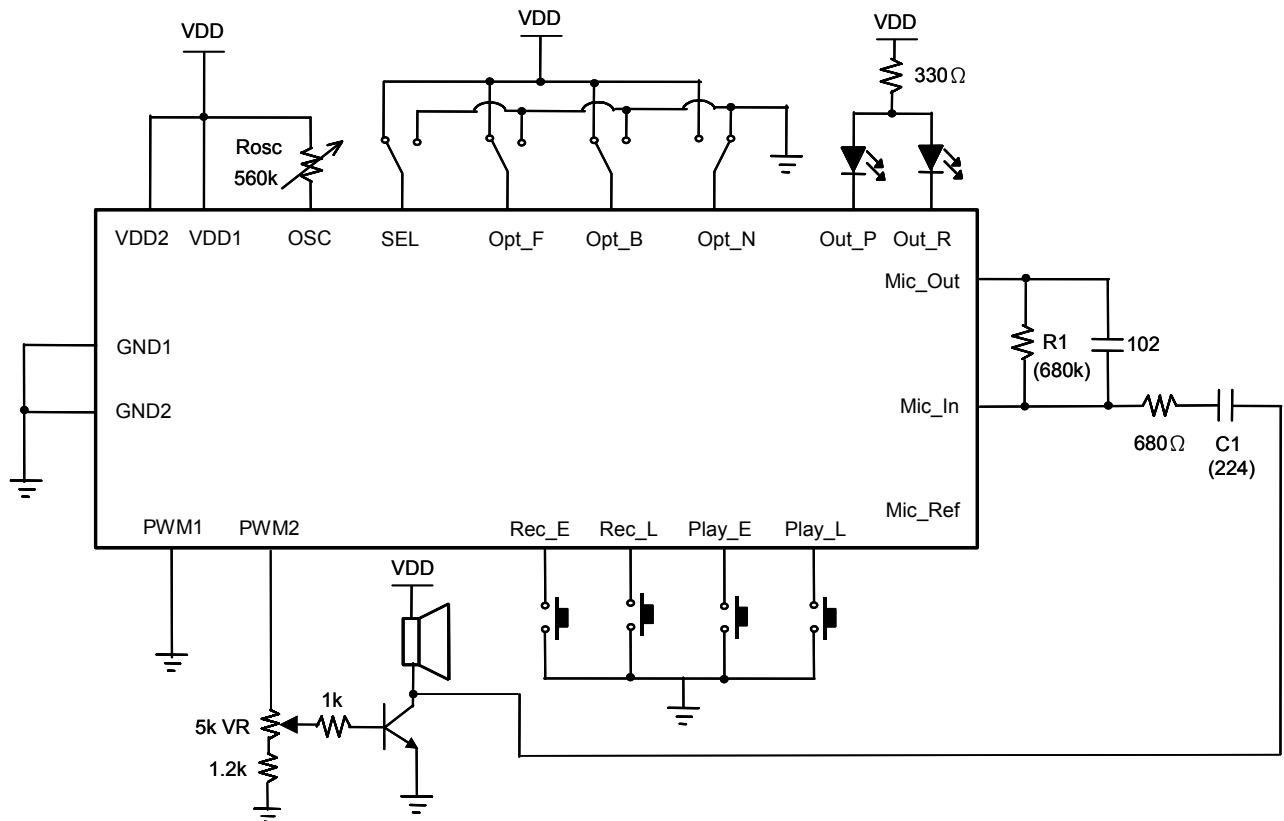 VDD
VDD
VDD
330Ω
Rosc
560k
VDD2 VDD1 OSC SEL Opt_F Opt_B Opt_N Out_P Out_R
Mic_Out
GND1
R1
(680k)
102
GND2
Mic_In
680Ω
C1
(224)
Mic_Ref
PWM1 PWM2 Rec_E Rec_L Play_E Play_L
VDD
1k
5k VR
1.2k